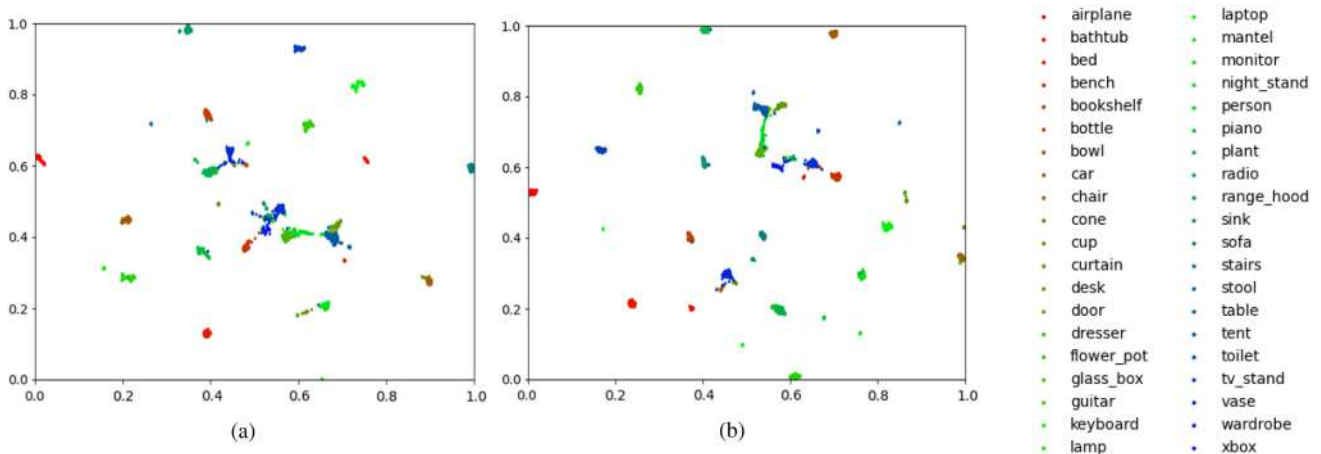 1.0
0.8
0.6
0.4
0.2
0.0
0.0 0.2 0.4 0.6 0.8 1.0
(a)
1.0
0.8
0.6
0.4
0.2
0.0
0.0 0.2 0.4 0.6 0.8 1.0
(b)
airplane
bathtub
bed
bench
bookshelf
bottle
bowl
car
chair
cone
cup
curtain
desk
door
dresser
flower_pot
glass_box
guitar
keyboard
lamp
laptop
mantel
monitor
night_stand
person
piano
plant
radio
range_hood
sink
sofa
stairs
stool
table
tent
toilet
tv_stand
vase
wardrobe
xbox